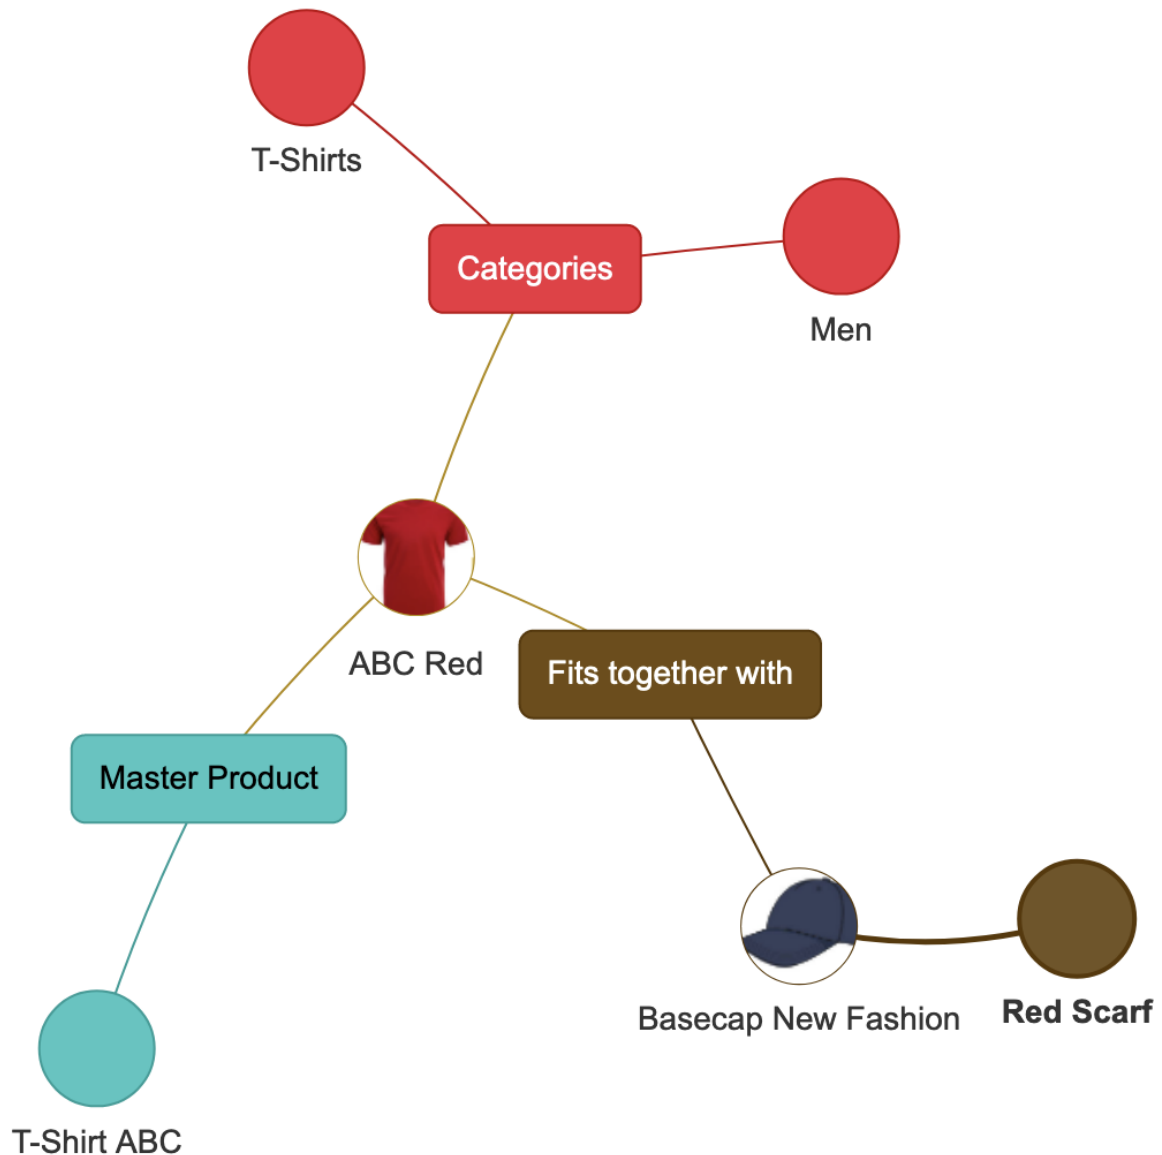 T-Shirts
Categories
Men
ABC Red
Fits together with
Master Product
Basecap New Fashion
Red Scarf
T-Shirt ABC